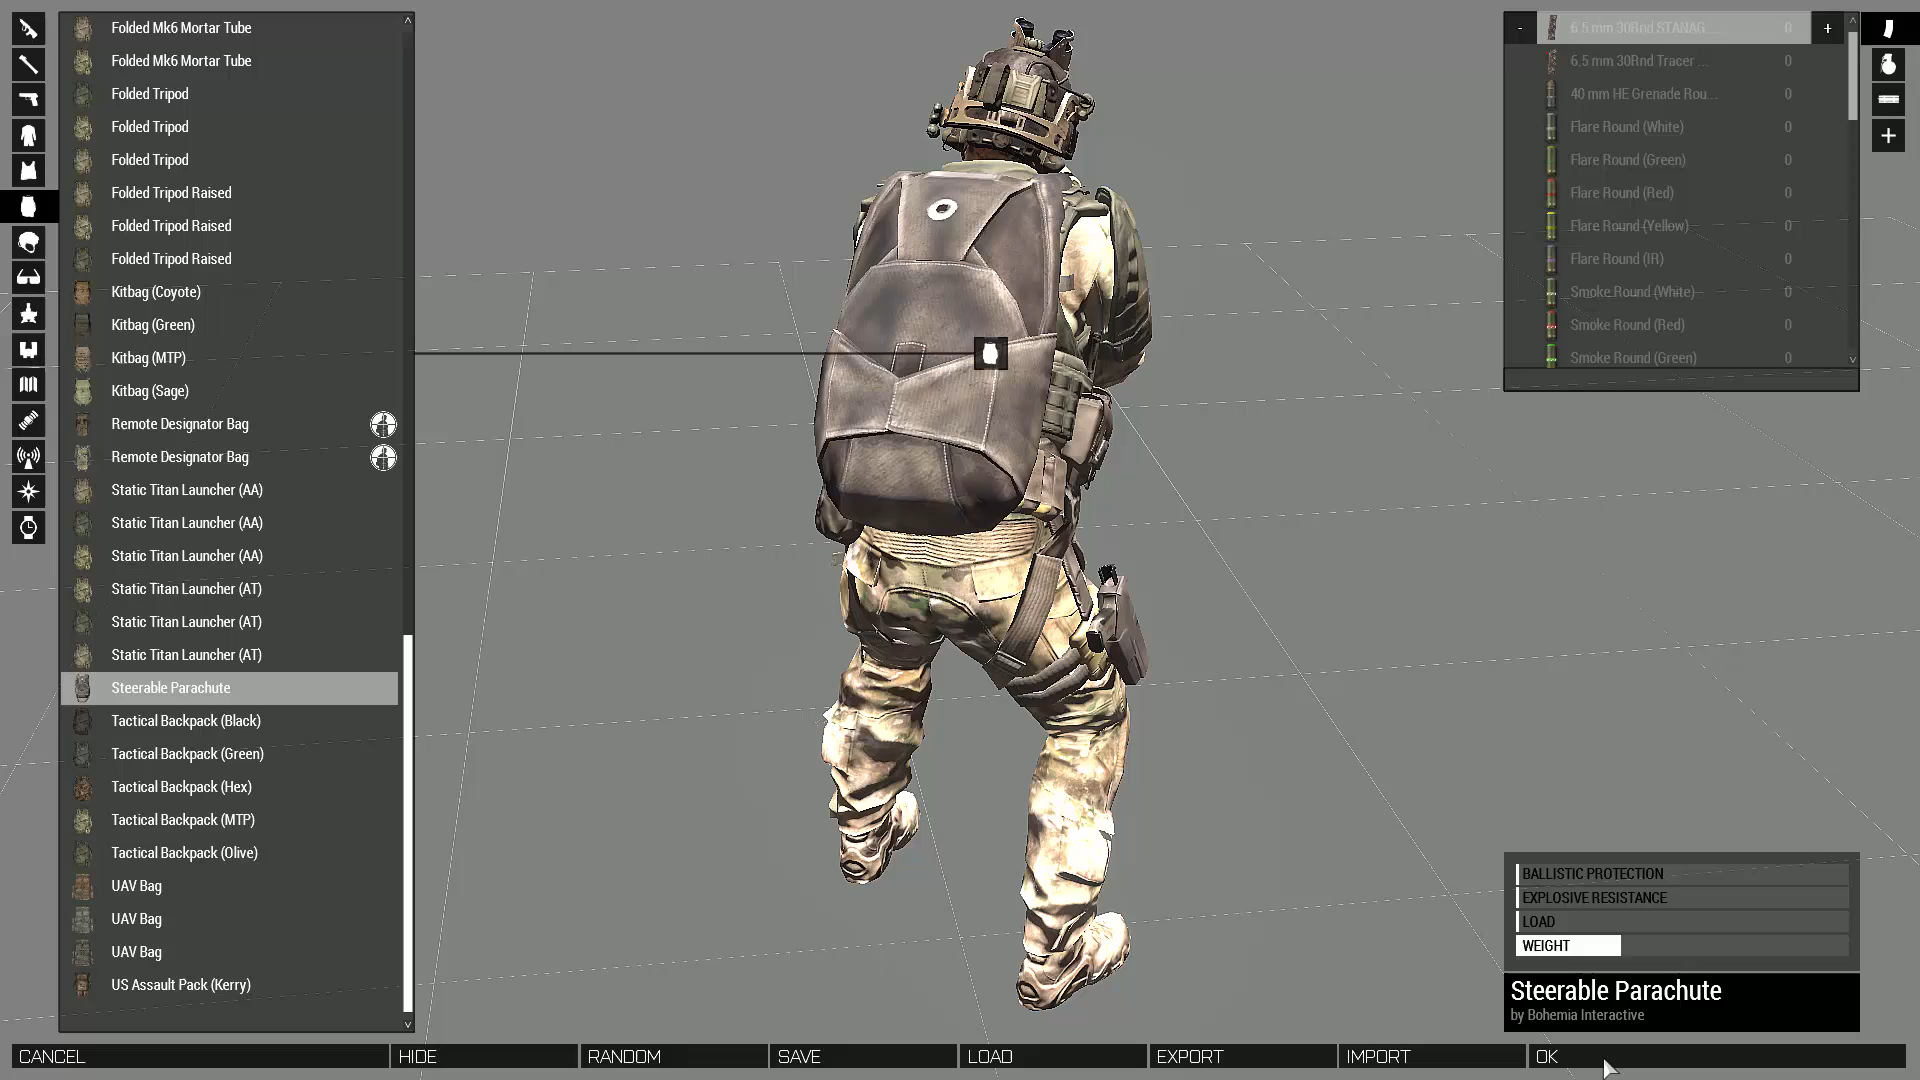 Folded Mk6 Mortar Tube
Folded Mk6 Mortar Tube
Folded Tripod
Folded Tripod
Folded Tripod
Folded Tripod Raised
Folded Tripod Raised
Folded Tripod Raised
Kitbag (Coyote)
Kitbag (Green)
Kitbag (MTP)
Kitbag (Sage)
Remote Designator Bag
Remote Designator Bag
Static Titan Launcher (AA)
Static Titan Launcher (AA)
Static Titan Launcher (AA)
Static Titan Launcher (AT)
Static Titan Launcher (AT)
Static Titan Launcher (AT)
Steerable Parachute
Tactical Backpack (Black)
Tactical Backpack (Green)
Tactical Backpack (Hex)
Tactical Backpack (MTP)
Tactical Backpack (Olive)
UAV Bag
UAV Bag
UAV Bag
US Assault Pack (Kerry)
- 6.5 mm 30Rnd STANAG ... 0 +
6.5 mm 30Rnd Tracer ... 0
40 mm HE Grenade Rou... 0
Flare Round (White) 0
Flare Round (Green) 0
Flare Round (Red) 0
Flare Round (Yellow) 0
Flare Round (IR) 0
Smoke Round (White) 0
Smoke Round (Red) 0
Smoke Round (Green) 0
BALLISTIC PROTECTION
EXPLOSIVE RESISTANCE
LOAD
WEIGHT
Steerable Parachute
by Bohemia Interactive
CANCEL HIDE RANDOM SAVE LOAD EXPORT IMPORT OK